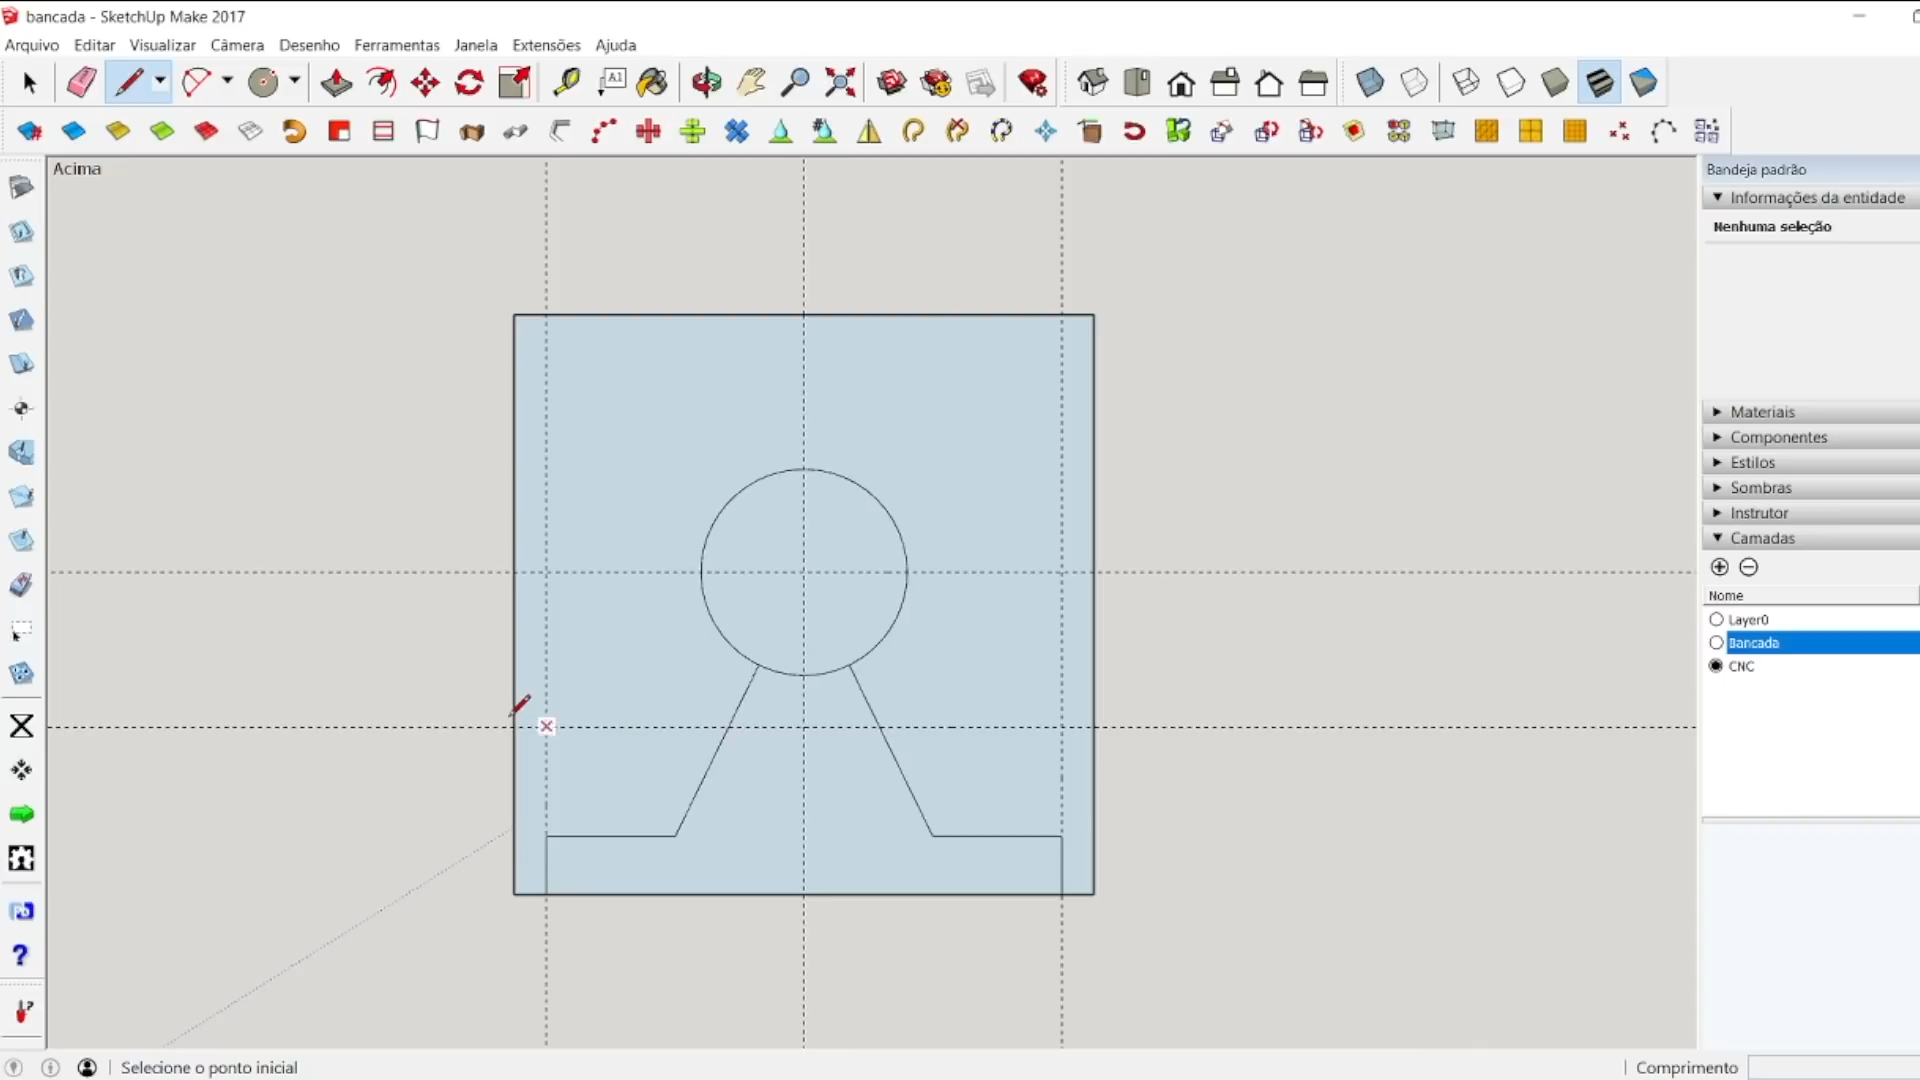 bancada - SketchUp Make 2017
Arquivo Editar Visualizar Câmera Desenho Ferramentas Janela Extensões Ajuda
A1
Acima
Bandeja padrão
Informações da entidade
Nenhuma seleção
Materiais
Componentes
Estilos
Sombras
Instrutor
Camadas
Nome
Layer0
Bancada
CNC
?
Selecione o ponto inicial
Comprimento